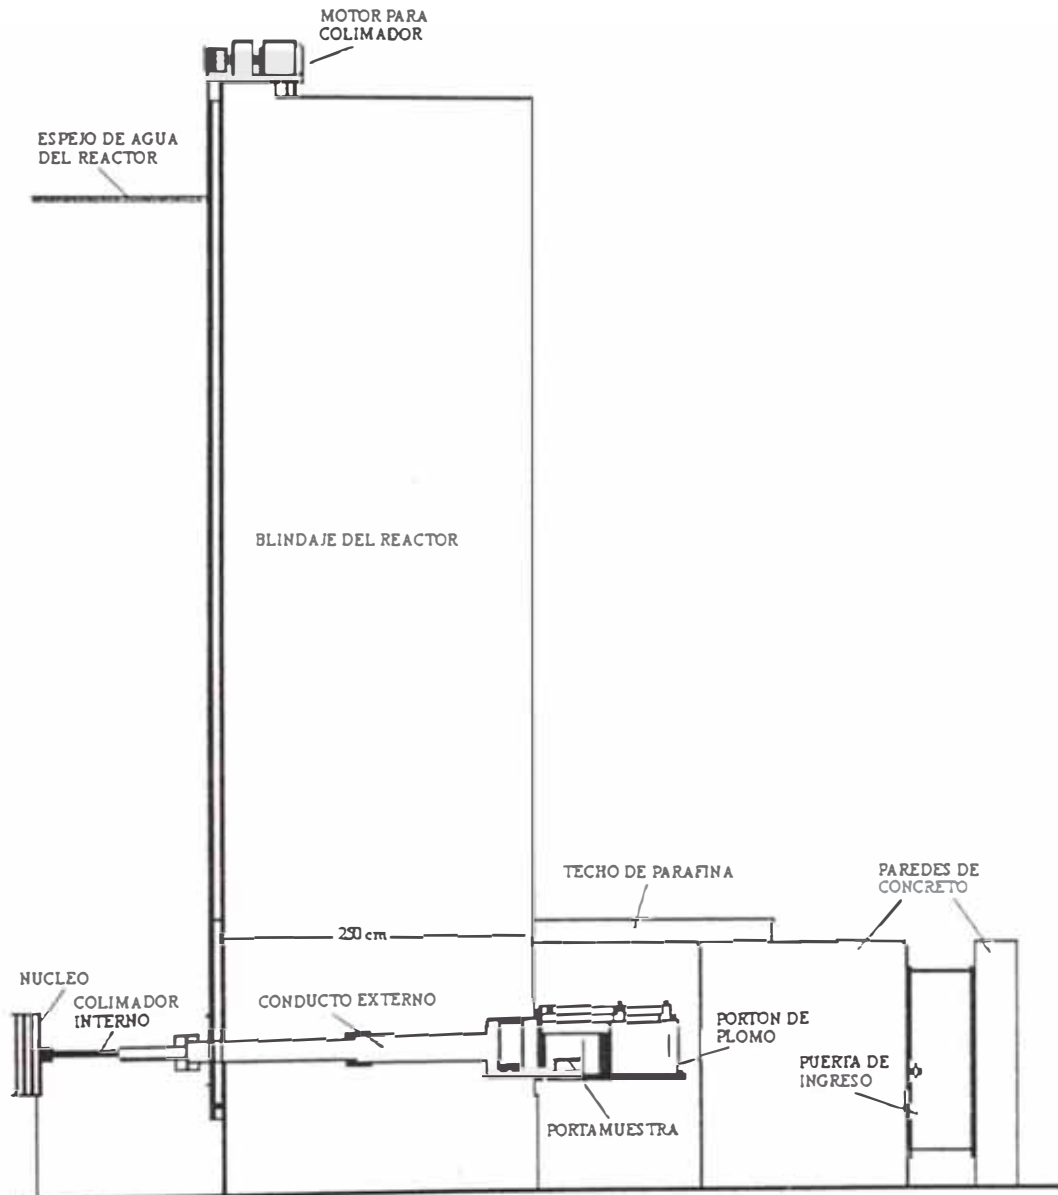 MOTOR PARA
COLIMADOR
ESPEJO DE AGUA
DEL REACTOR
BLINDAJE DEL REACTOR
TECHO DE PARAFINA
PAREDES DE
CONCRETO
250 cm
NUCLEO
COLIMADOR
INTERNO
CONDUCTO EXTERNO
PORTON DE
PLOMO
PUERTA DE
INGRESO
PORTAMUESTRA